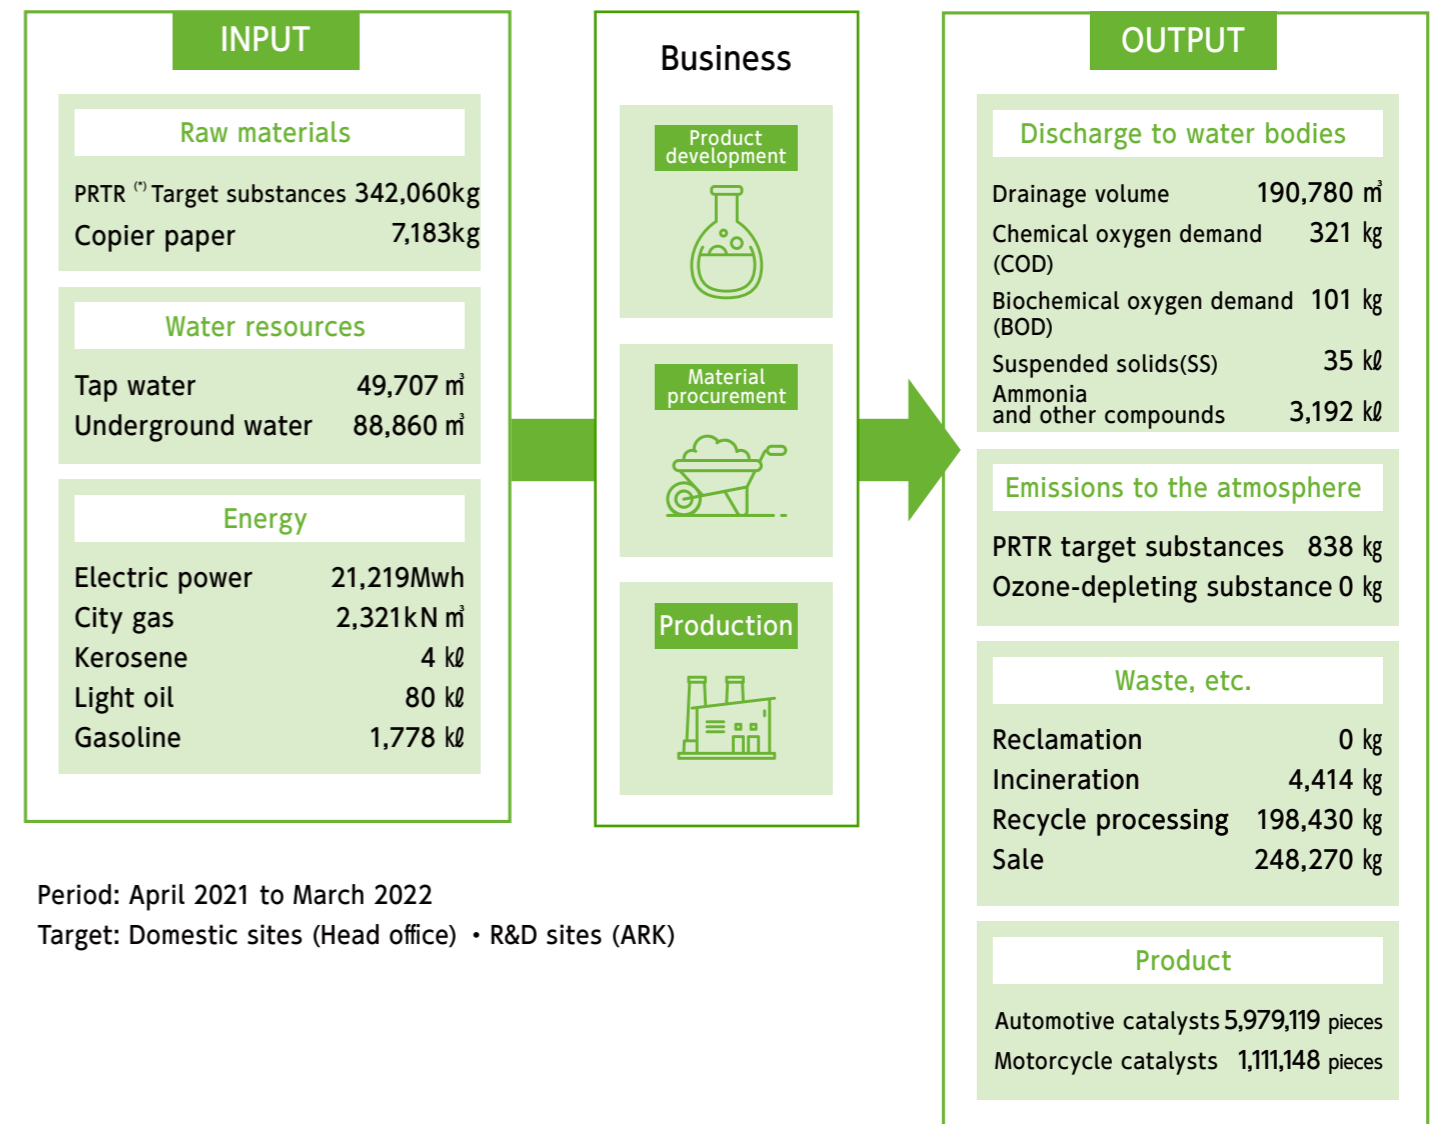 INPUT
Raw materials
PRTR (*) Target substances 342,060kg
Copier paper 7,183kg
Water resources
Tap water 49,707 ㎥
Underground water 88,860 ㎥
Energy
Electric power 21,219Mwh
City gas 2,321kN ㎥
Kerosene 4 ㎘
Light oil 80 ㎘
Gasoline 1,778 ㎘
Business
Product
development
Material
procurement
Production
OUTPUT
Discharge to water bodies
Drainage volume 190,780 ㎥
Chemical oxygen demand 321 ㎏
(COD)
Biochemical oxygen demand 101 ㎏
(BOD)
Suspended solids(SS) 35 ㎘
Ammonia
and other compounds 3,192 ㎘
Emissions to the atmosphere
PRTR target substances 838 ㎏
Ozone-depleting substance 0 ㎏
Waste, etc.
Reclamation 0 ㎏
Incineration 4,414 ㎏
Recycle processing 198,430 ㎏
Sale 248,270 ㎏
Product
Automotive catalysts 5,979,119 pieces
Motorcycle catalysts 1,111,148 pieces
Period: April 2021 to March 2022
Target: Domestic sites (Head office) ・R&D sites (ARK)